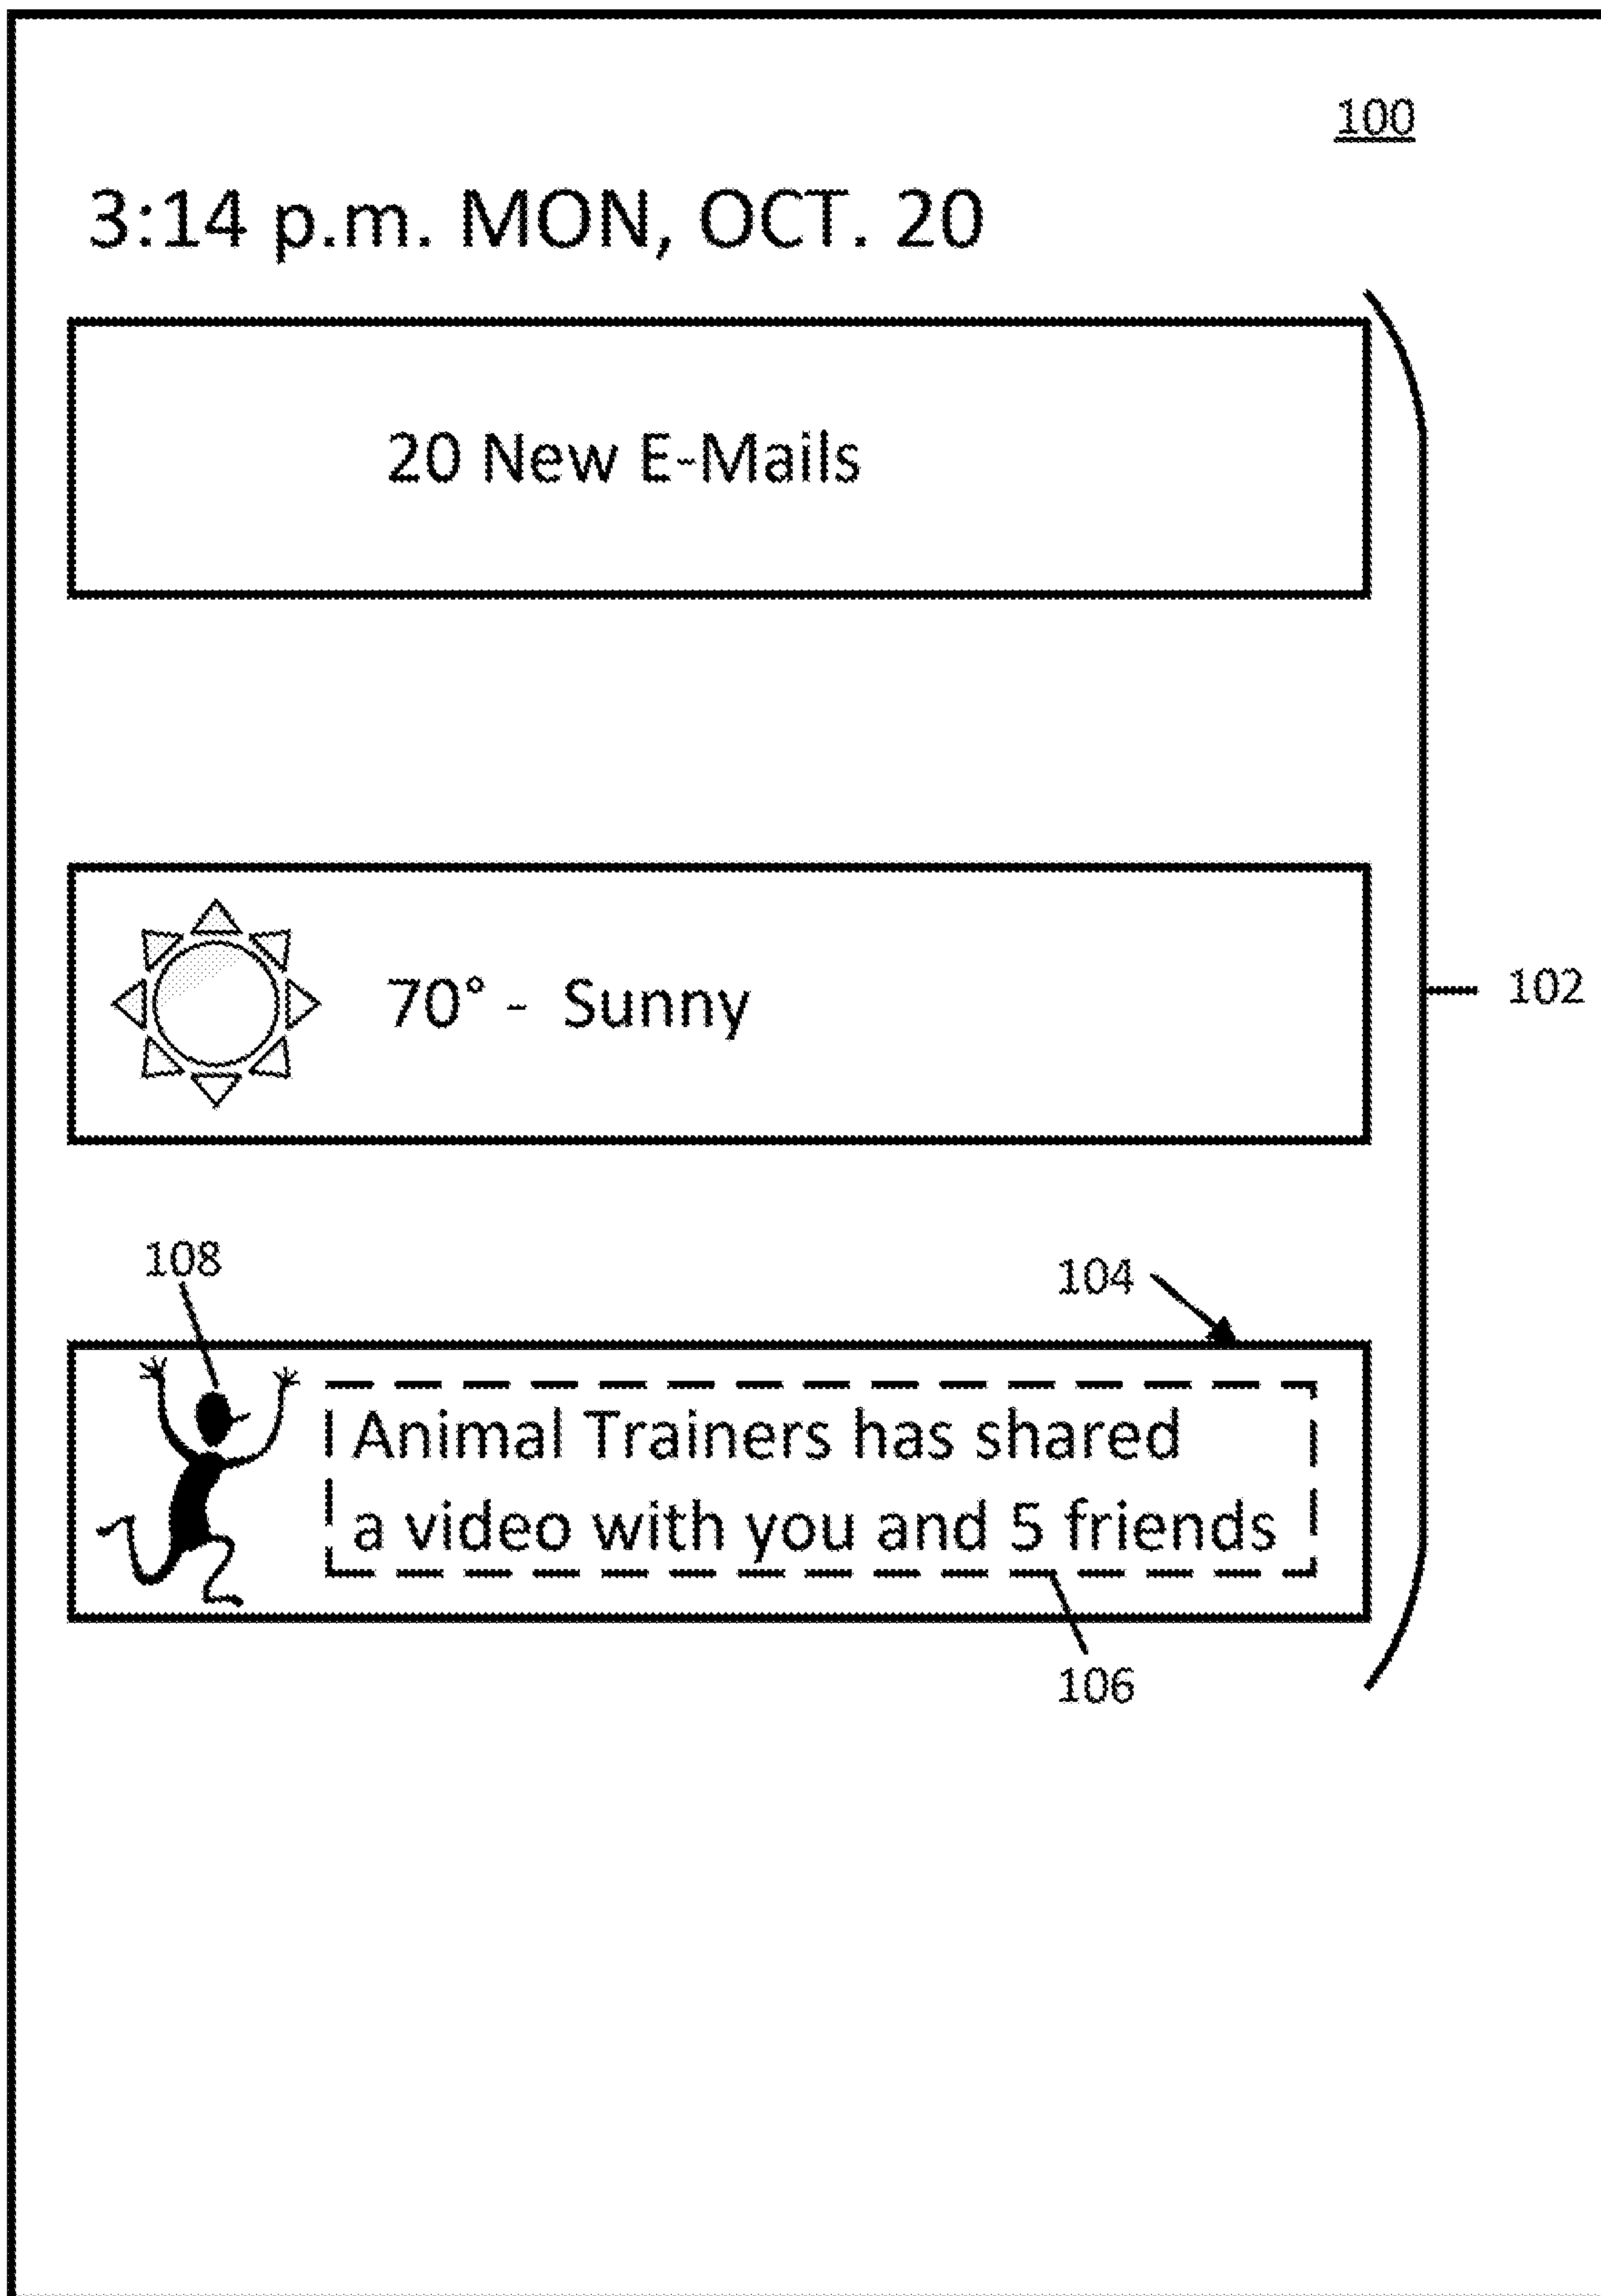 100
3:14 p.m. MON, OCT. 20
20 New E-Mails
70° - Sunny
102
108
104
Animal Trainers has shared
a video with you and 5 friends
106